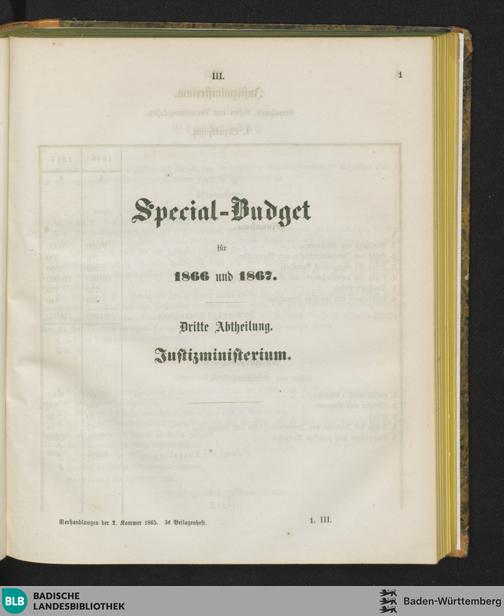 III.
1
Special-Budget
für
1866 und 1867.
Dritte Abtheilung.
Justizministerium.
Verhandlungen der 2. Kammer 1865. 3s Beilagenheft.
1. III.
BLB BADISCHE LANDESBIBLIOTHEK
Baden-Württemberg